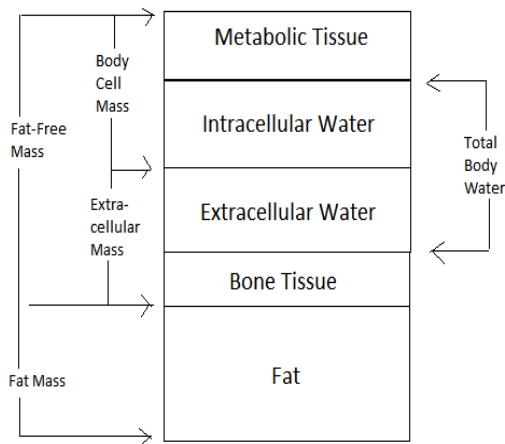 Metabolic Tissue
Body
Cell
Mass
Fat-Free
Mass
Intracellular Water
Total
Body
Water
Extra-
cellular
Mass
Extracellular Water
Bone Tissue
Fat Mass
Fat